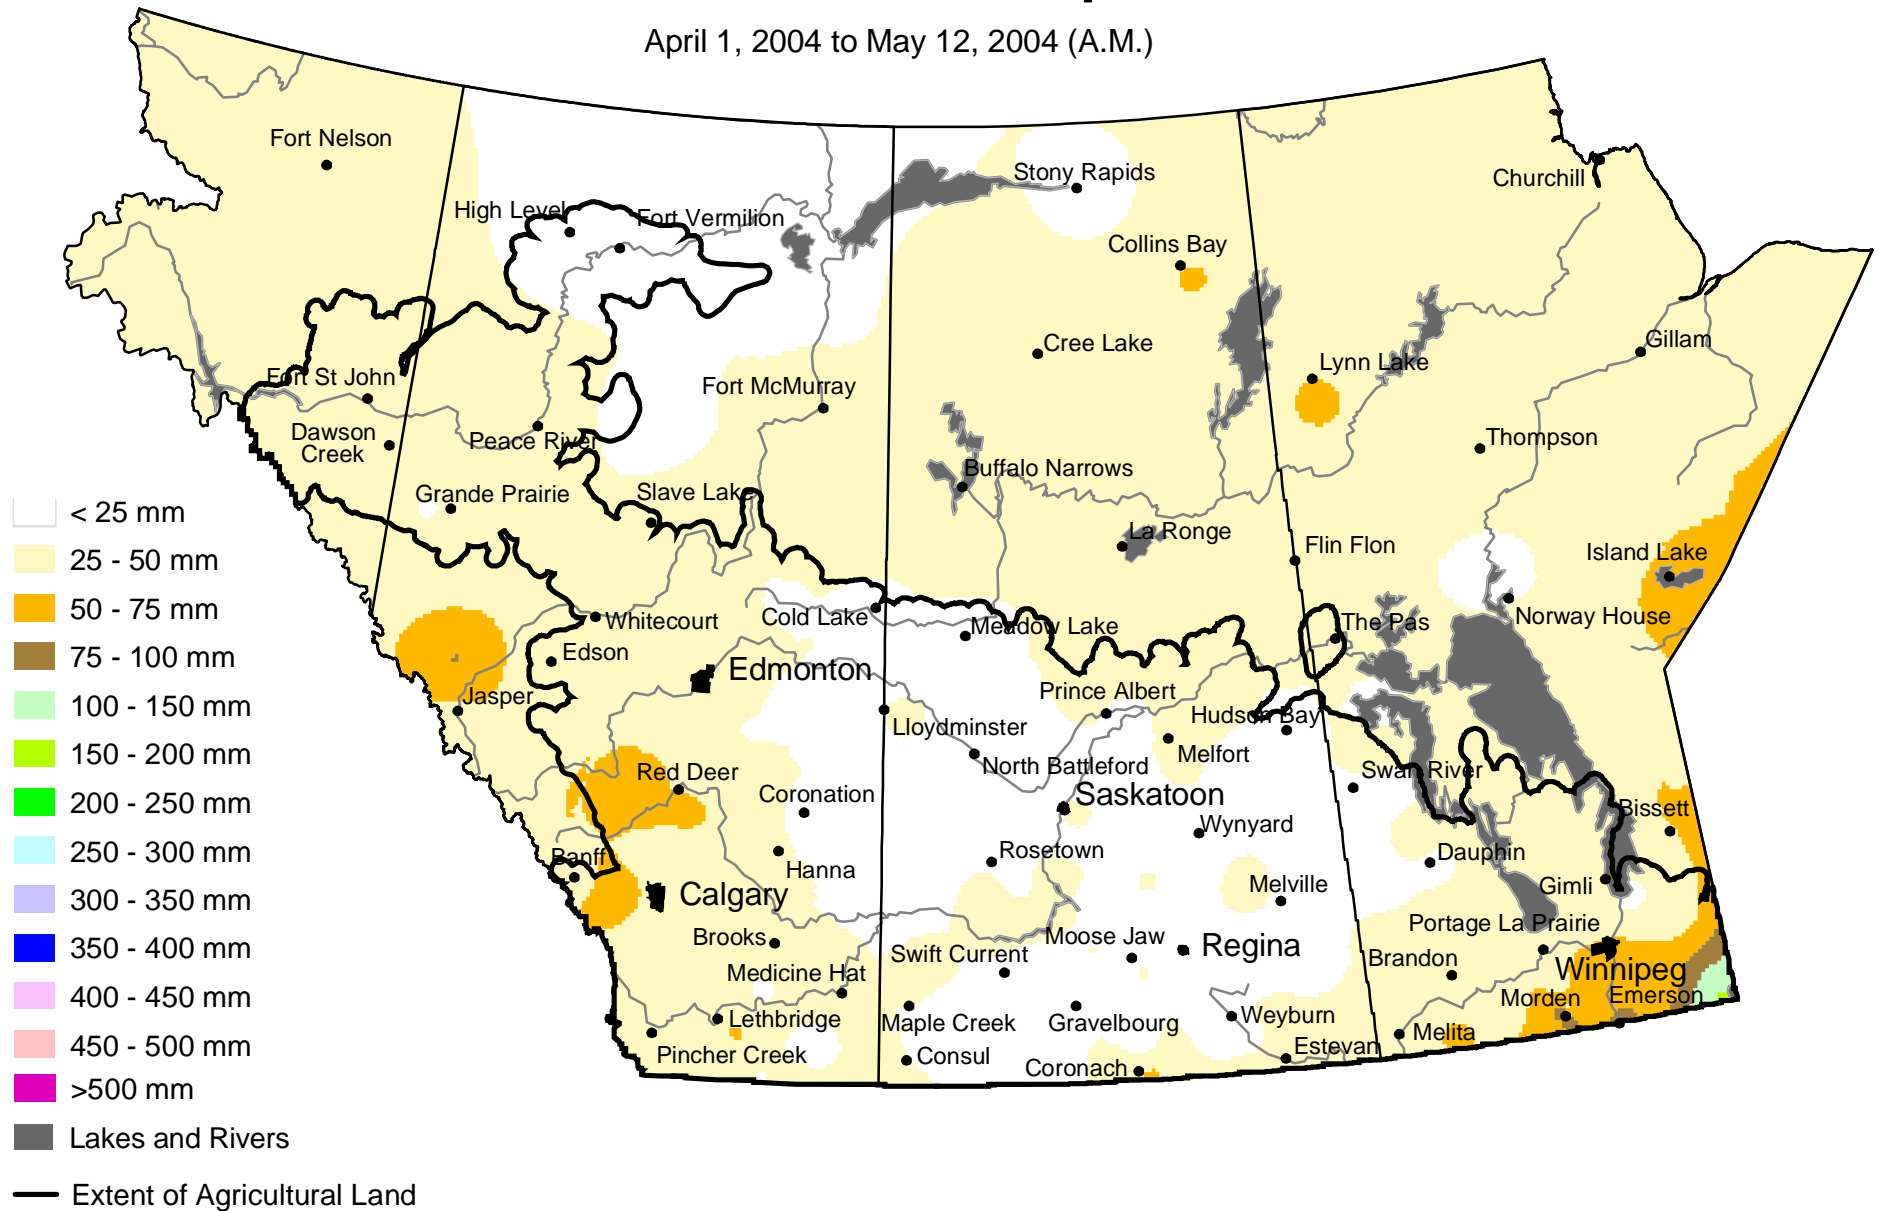 April 1, 2004 to May 12, 2004 (A.M.)
Fort Nelson
Stony Rapids
Churchill
High Level
Fort Vermilion
Collins Bay
Cree Lake
Gillam
Lynn Lake
Fort St John
Fort McMurray
Dawson
Creek
Peace River
Thompson
Buffalo Narrows
Grande Prairie
Slave Lake
La Ronge
Flin Flon
Island Lake
Whitecourt
Cold Lake
Meadow Lake
The Pas
Norway House
Edson
Edmonton
Jasper
Prince Albert
Lloydminster
Hudson Bay
North Battleford
Melfort
Red Deer
Swan River
Coronation
Saskatoon
Bissett
Wynyard
Banff
Hanna
Rosetown
Dauphin
Calgary
Melville
Gimli
Brooks
Moose Jaw
Regina
Portage La Prairie
Medicine Hat
Swift Current
Brandon
Winnipeg
Lethbridge
Maple Creek
Gravelbourg
Weyburn
Morden
Emerson
Pincher Creek
Consul
Coronach
Estevan
Melita
< 25 mm
25 - 50 mm
50 - 75 mm
75 - 100 mm
100 - 150 mm
150 - 200 mm
200 - 250 mm
250 - 300 mm
300 - 350 mm
350 - 400 mm
400 - 450 mm
450 - 500 mm
>500 mm
Lakes and Rivers
Extent of Agricultural Land